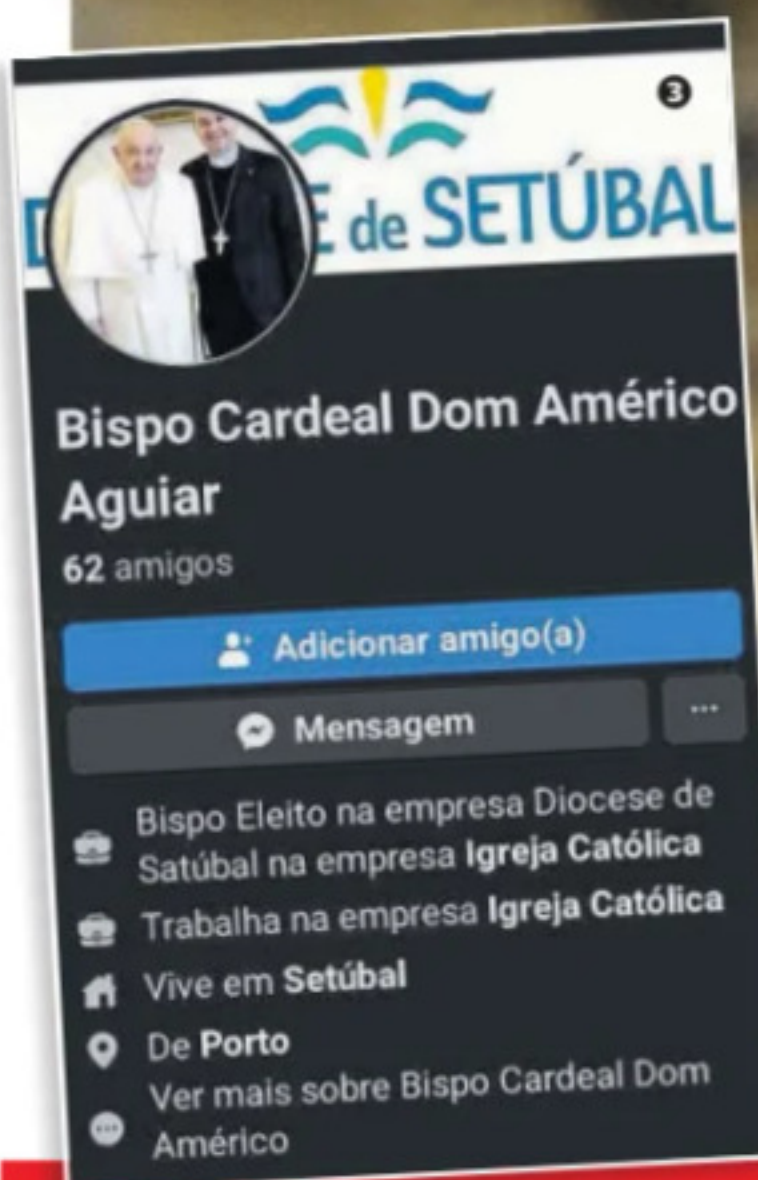 3
E de SETÚBAL
Bispo Cardeal Dom Américo
Aguiar
62 amigos
Adicionar amigo(a)
Mensagem
Bispo Eleito na empresa Diocese de
Satúbal na empresa Igreja Católica
Trabalha na empresa Igreja Católica
Vive em Setúbal
De Porto
Ver mais sobre Bispo Cardeal Dom
Américo